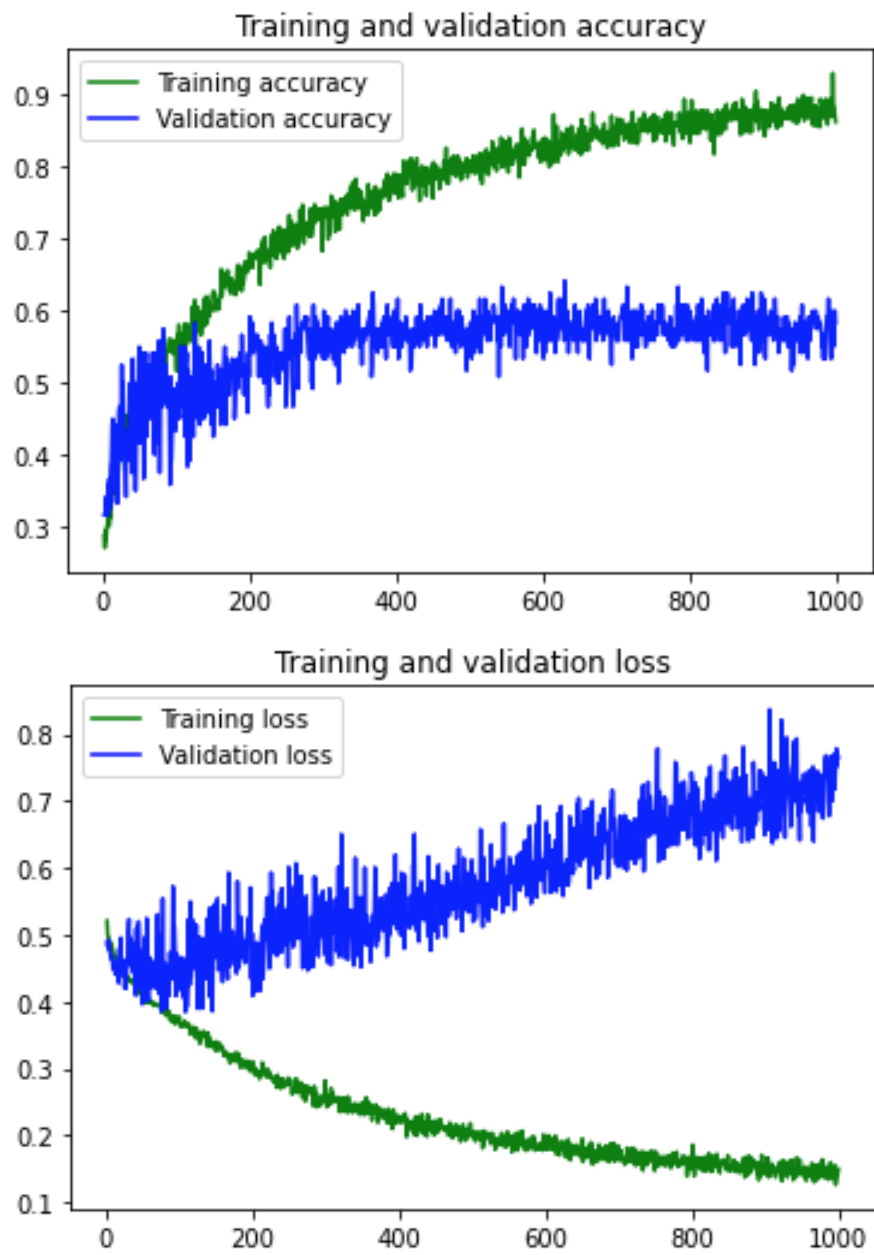 Training and validation accuracy
Training accuracy
Validation accuracy
0.9
0.8
0.7
0.6
0.5
0.4
0.3
0 200 400 600 800 1000
Training and validation loss
Training loss
Validation loss
0.8
0.7
0.6
0.5
0.4
0.3
0.2
0.1
0 200 400 600 800 1000